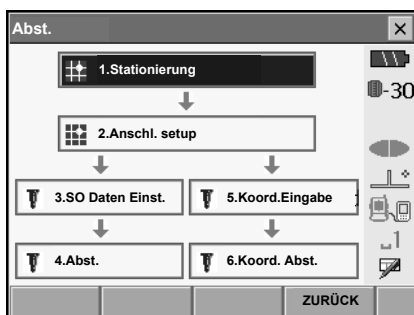 Abst.
1.Stationierung
-30
2.Anschl. setup
3.SO Daten Einst.
5.Koord.Eingabe
1
4.Abst.
6.Koord. Abst.
ZURÜCK